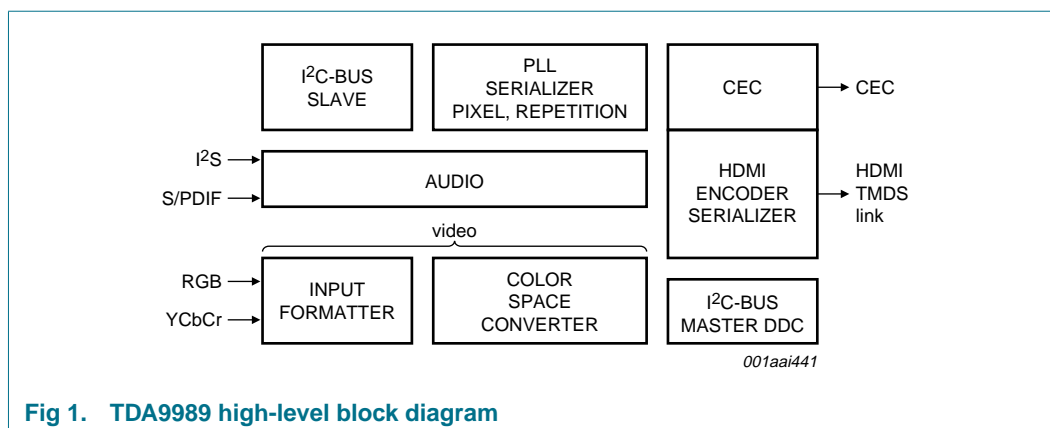 I2C-BUS
SLAVE
PLL
SERIALIZER
PIXEL, REPETITION
CEC
CEC
I2S
S/PDIF
AUDIO
HDMI
ENCODER
SERIALIZER
HDMI
TMDS
link
video
RGB
YCbCr
INPUT
FORMATTER
COLOR
SPACE
CONVERTER
I2C-BUS
MASTER DDC
001aai441
Fig 1. TDA9989 high-level block diagram